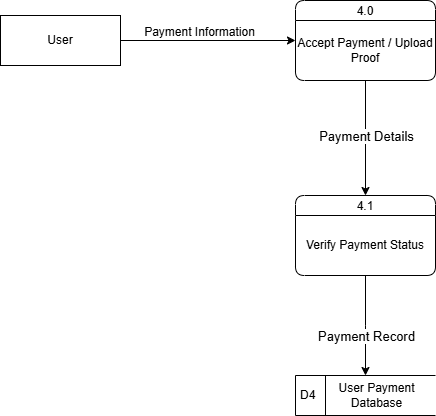 4.0
User
Payment Information
Accept Payment / Upload
Proof
Payment Details
4.1
Verify Payment Status
Payment Record
D4
User Payment
Database